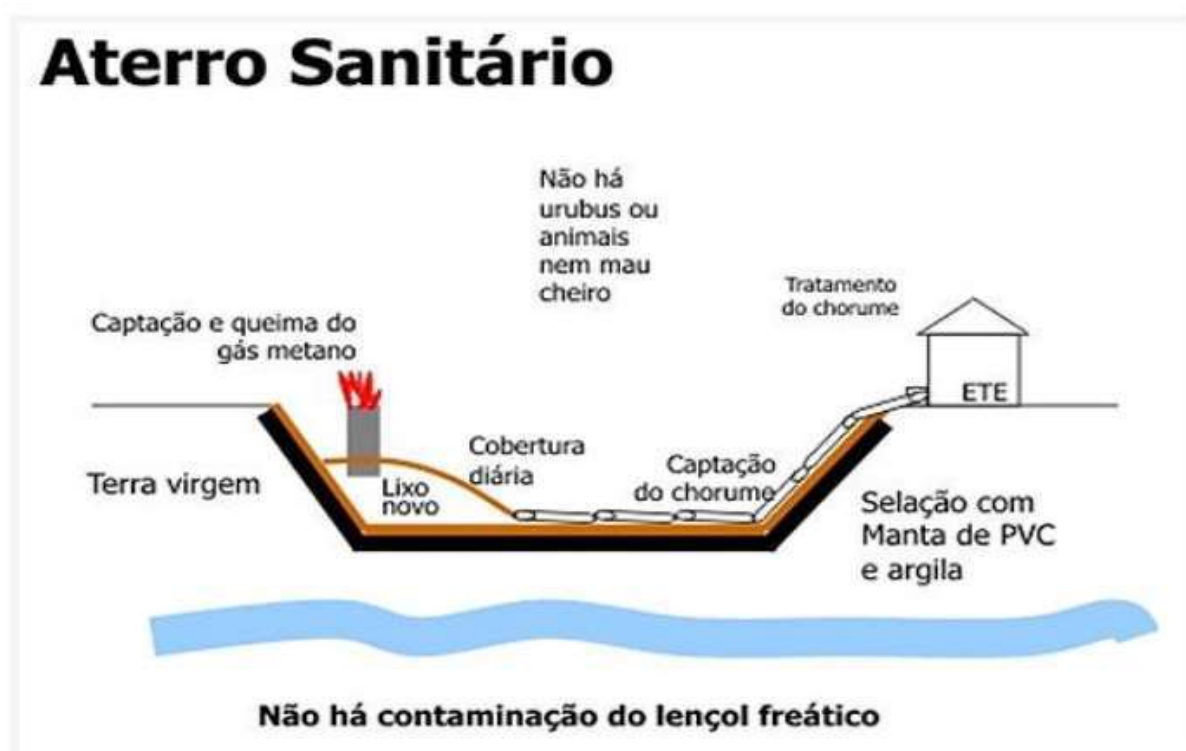 Aterro Sanitário
Não há
urubus ou
animais
nem mau
cheiro
Tratamento
do chorume
Captação e queima do
gás metano
ETE
Cobertura
diária
Captação
do chorume
Terra virgem
Lixo
novo
Selação com
Manta de PVC
e argila
Não há contaminação do lençol freático